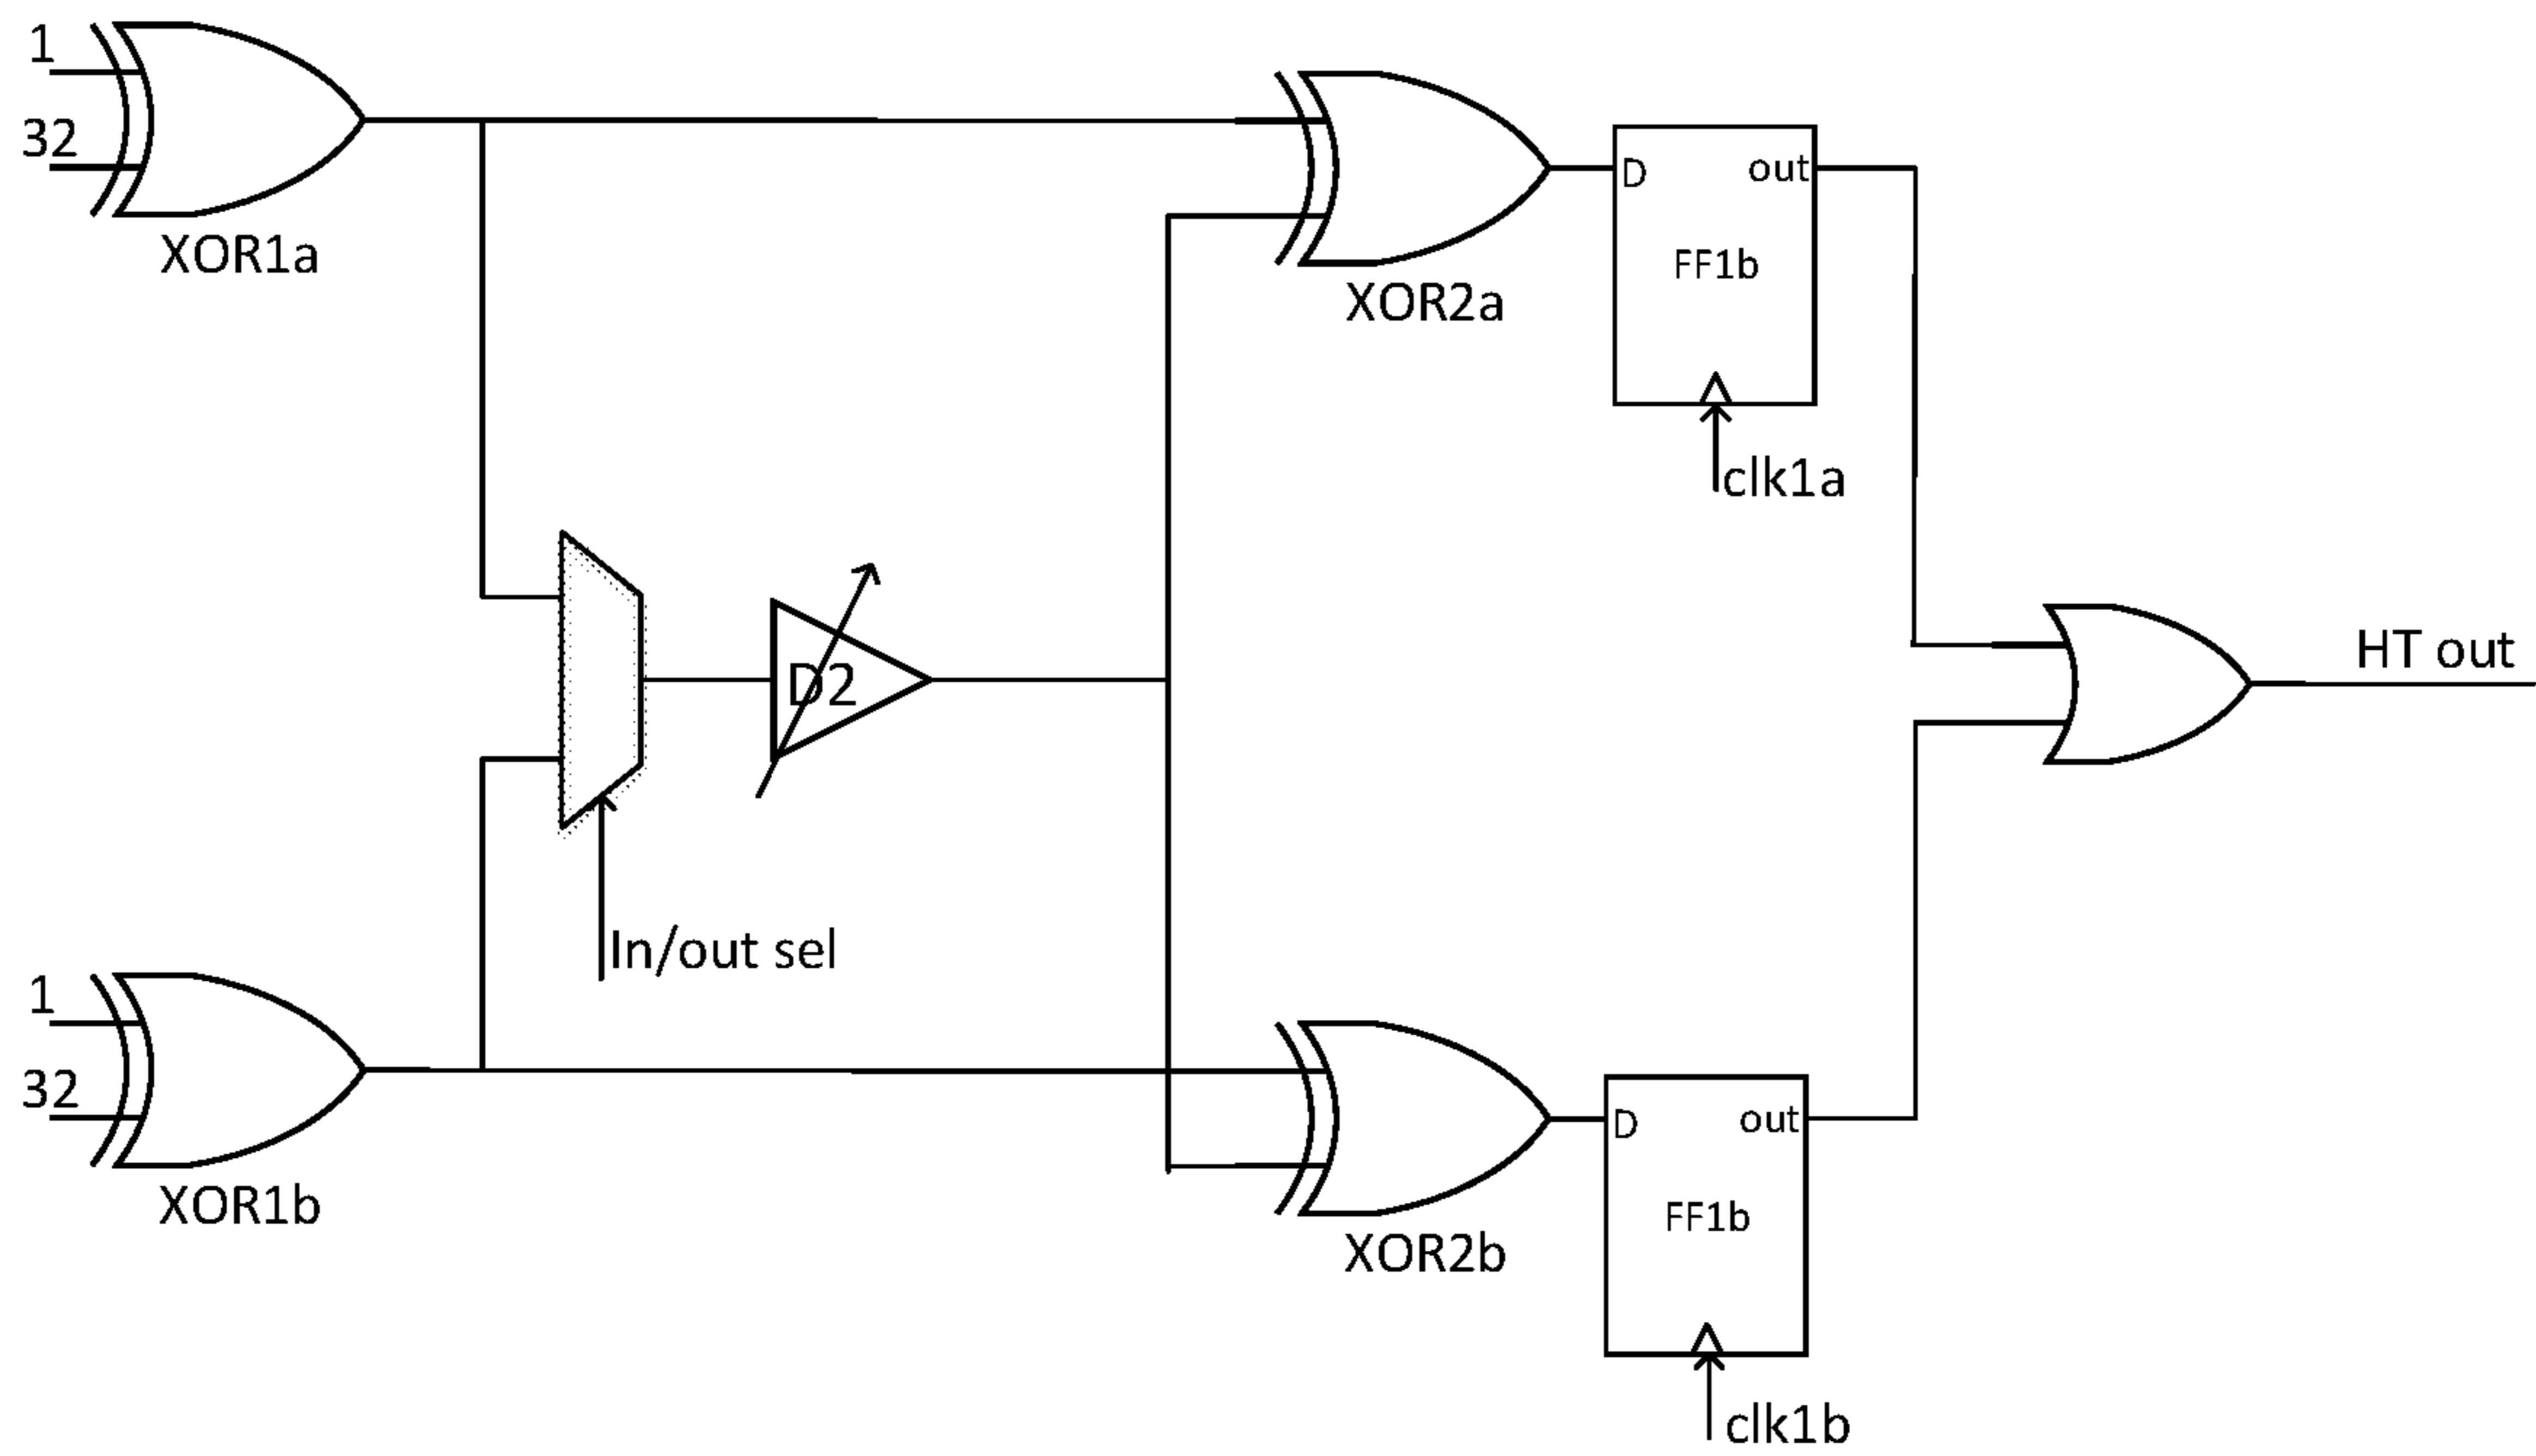 1
32
XOR1a
XOR2a
D
out
FF1b
clk1a
D2
In/out sel
HT out
1
32
XOR1b
XOR2b
D
out
FF1b
clk1b